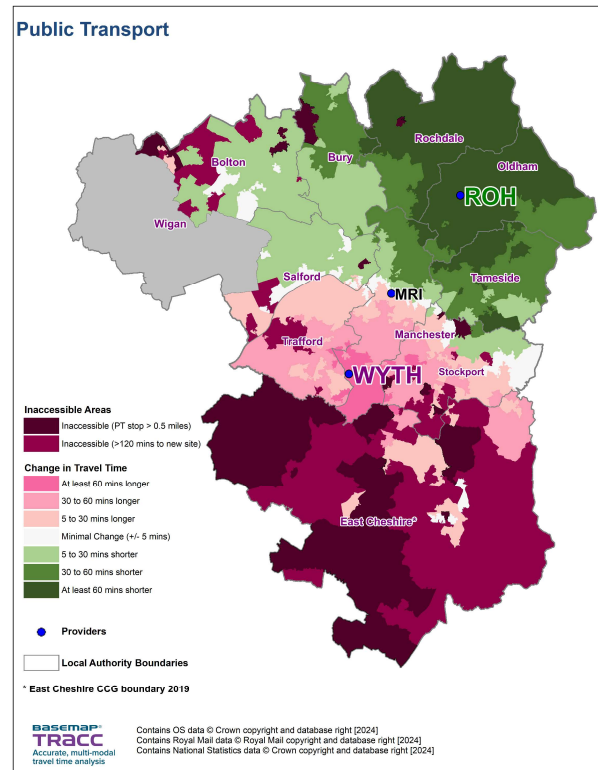 Public Transport
Rochdale
Bolton
Bury
Oldham
ROH
Wigan
Salford
Tameside
MRI
Manchester
Trafford
WYTH
Stockport
East Cheshire*
Inaccessible Areas
Inaccessible (PT stop > 0.5 miles)
Inaccessible (>120 mins to new site)
Change in Travel Time
At least 60 mins longer
30 to 60 mins longer
5 to 30 mins longer
Minimal Change (+/- 5 mins)
5 to 30 mins shorter
30 to 60 mins shorter
At least 60 mins shorter
Providers
Local Authority Boundaries
* East Cheshire CCG boundary 2019
BASEMAP®
TRACC
Accurate, multi-modal
travel time analysis
Contains OS data © Crown copyright and database right [2024]
Contains Royal Mail data © Royal Mail copyright and database right [2024]
Contains National Statistics data © Crown copyright and database right [2024]